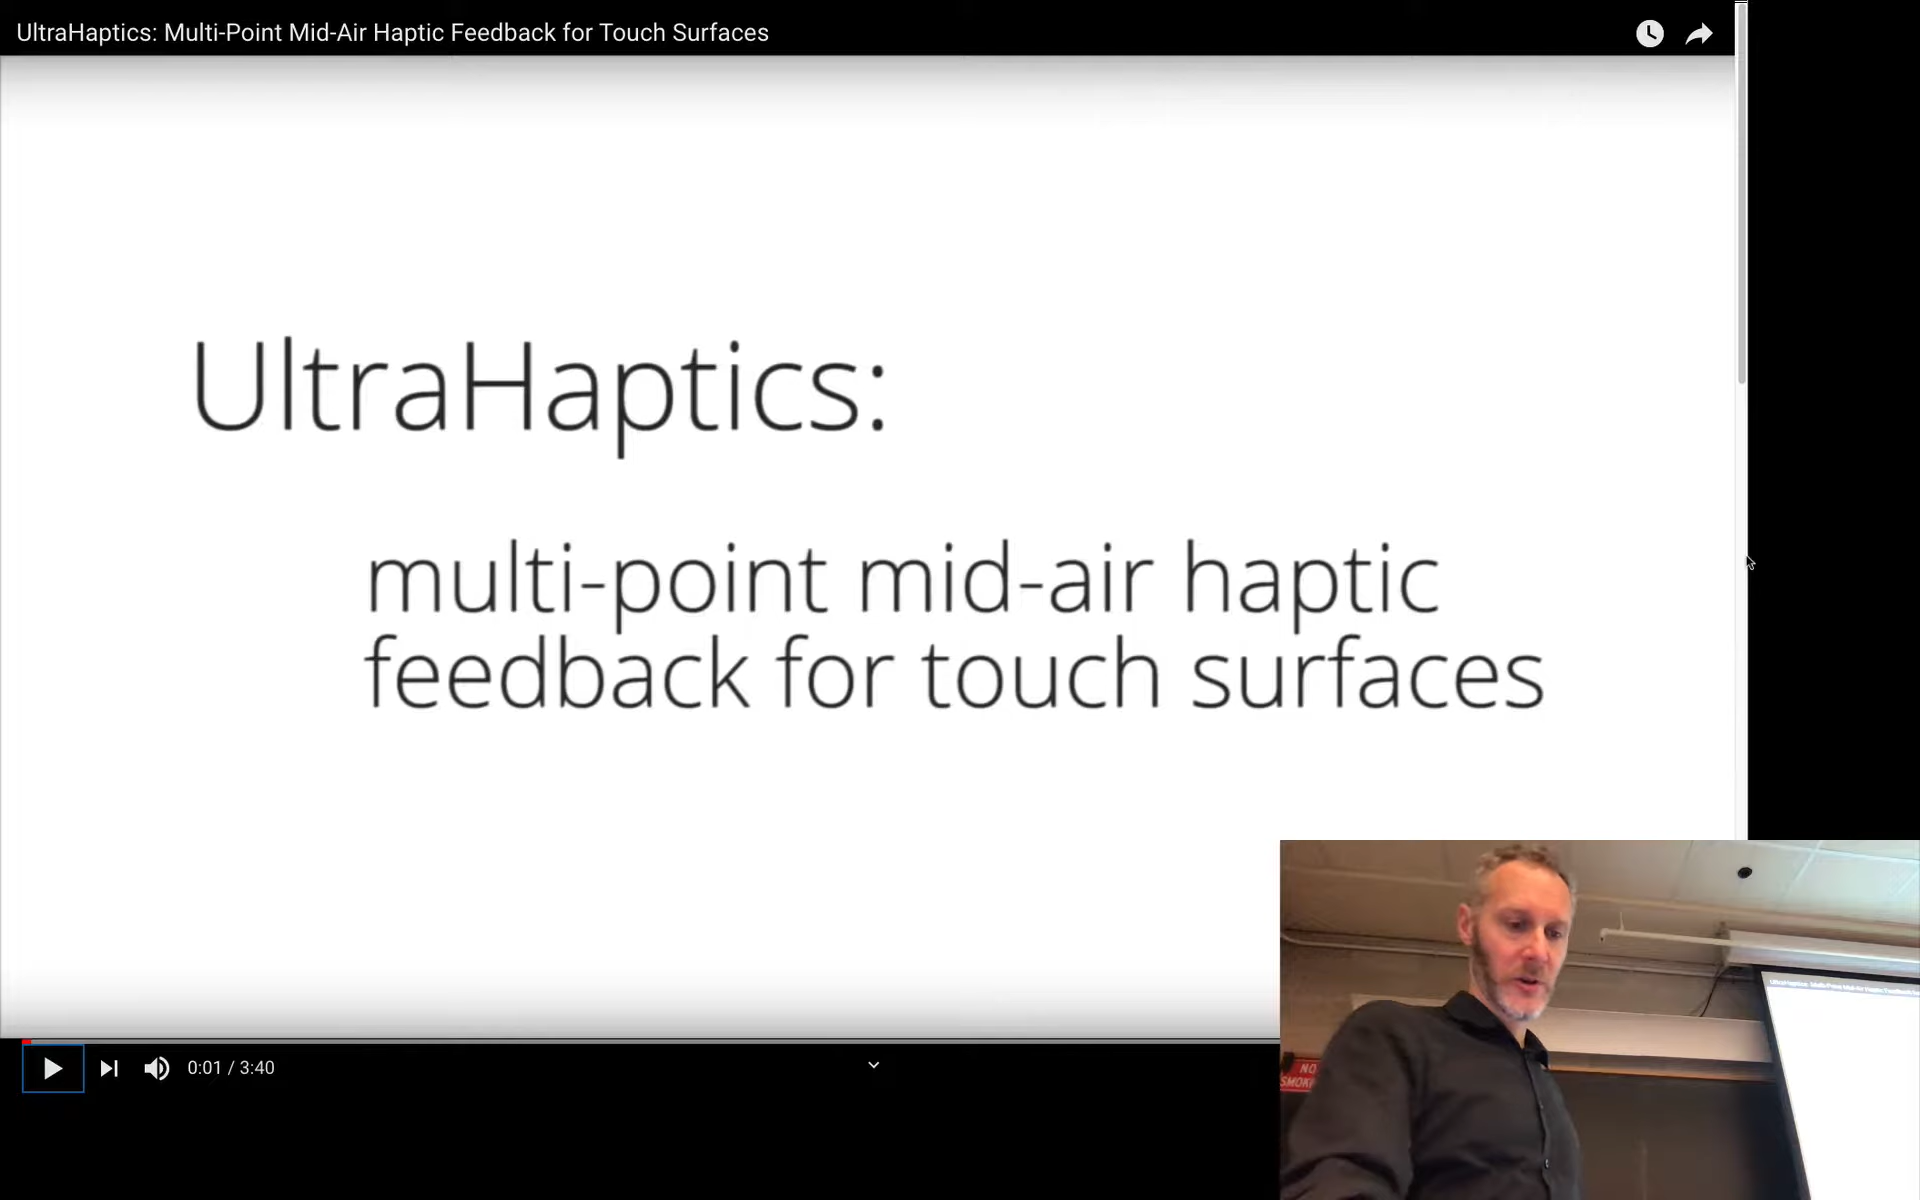 UltraHaptics: Multi-Point Mid-Air Haptic Feedback for Touch Surfaces
UltraHaptics:
multi-point mid-air haptic
feedback for touch surfaces
0:01 / 3:40
NO